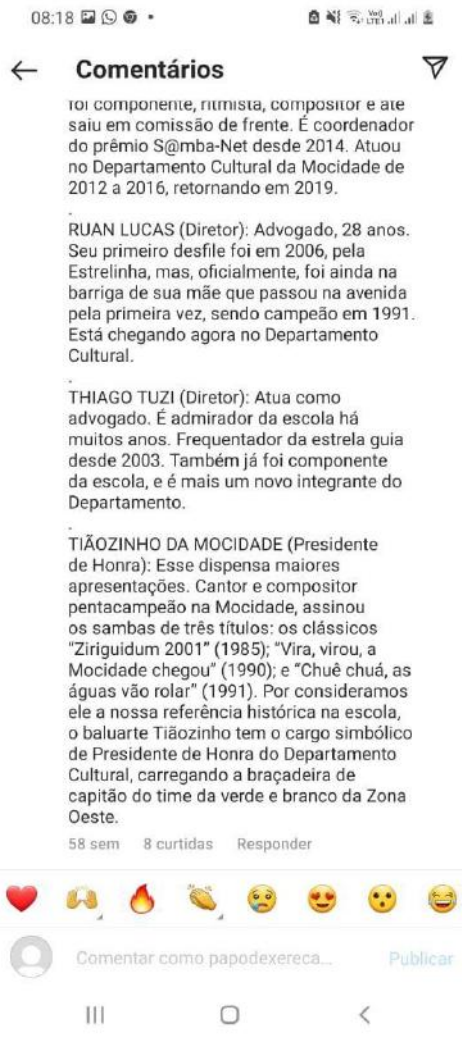 08:18
Comentários
foi componente, ritmista, compositor e até
saiu em comissão de frente. É coordenador
do prêmio S@mba-Net desde 2014. Atuou
no Departamento Cultural da Mocidade de
2012 a 2016, retornando em 2019.
.
RUAN LUCAS (Diretor): Advogado, 28 anos.
Seu primeiro desfile foi em 2006, pela
Estrelinha, mas, oficialmente, foi ainda na
barriga de sua mãe que passou na avenida
pela primeira vez, sendo campeão em 1991.
Está chegando agora no Departamento
Cultural.
.
THIAGO TUZI (Diretor): Atua como
advogado. É admirador da escola há
muitos anos. Frequentador da estrela guia
desde 2003. Também já foi componente
da escola, e é mais um novo integrante do
Departamento.
.
TIÃOZINHO DA MOCIDADE (Presidente
de Honra): Esse dispensa maiores
apresentações. Cantor e compositor
pentacampeão na Mocidade, assinou
os sambas de três títulos: os clássicos
“Ziriguidum 2001” (1985); “Vira, virou, a
Mocidade chegou” (1990); e “Chuê chuá, as
águas vão rolar” (1991). Por consideramos
ele a nossa referência histórica na escola,
o baluarte Tiãozinho tem o cargo simbólico
de Presidente de Honra do Departamento
Cultural, carregando a braçadeira de
capitão do time da verde e branco da Zona
Oeste.
58 sem 8 curtidas Responder
Comentar como papodexereca... Publicar